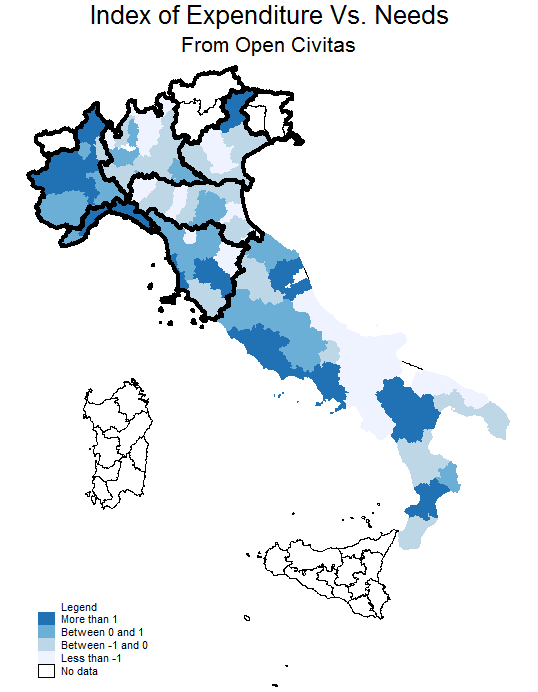 Index of Expenditure Vs. Needs
From Open Civitas
Legend
More than 1
Between 0 and 1
Between -1 and 0
Less than -1
No data